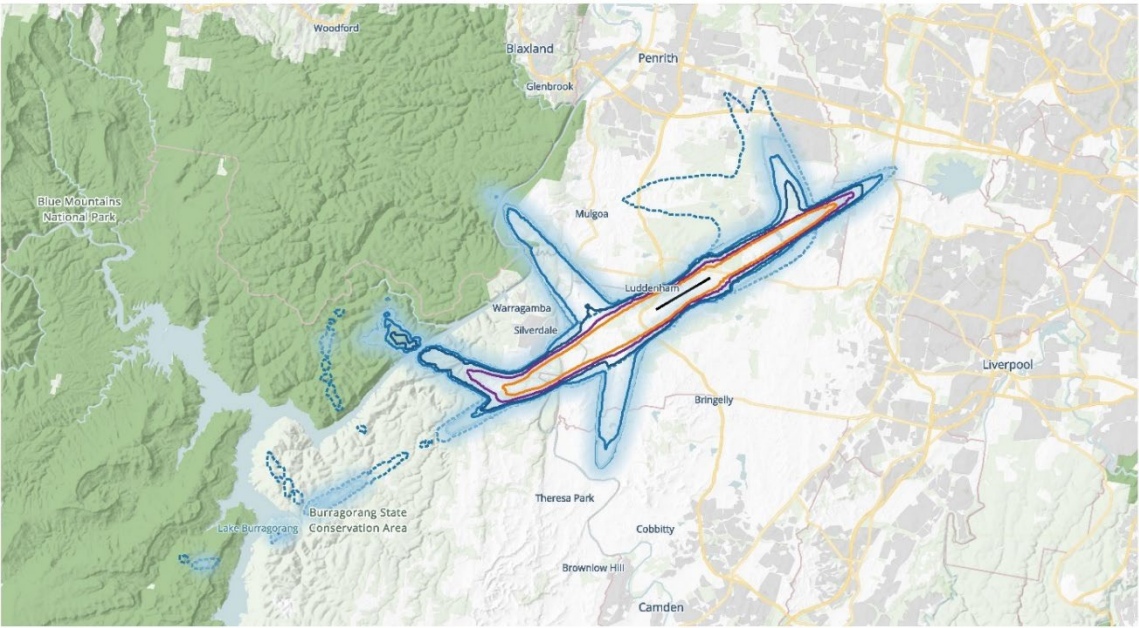 Woodford
Blaxland
Penrith
Glenbrook
Blue Mountains
National Park
Mulgoa
Luddenham
Warragamba
Silverdale
Liverpool
Bringelly
Theresa Park
Burragorang State
Conservation Area
Lake Burragorang
Cobbitty
Brownlow Hill
Camden